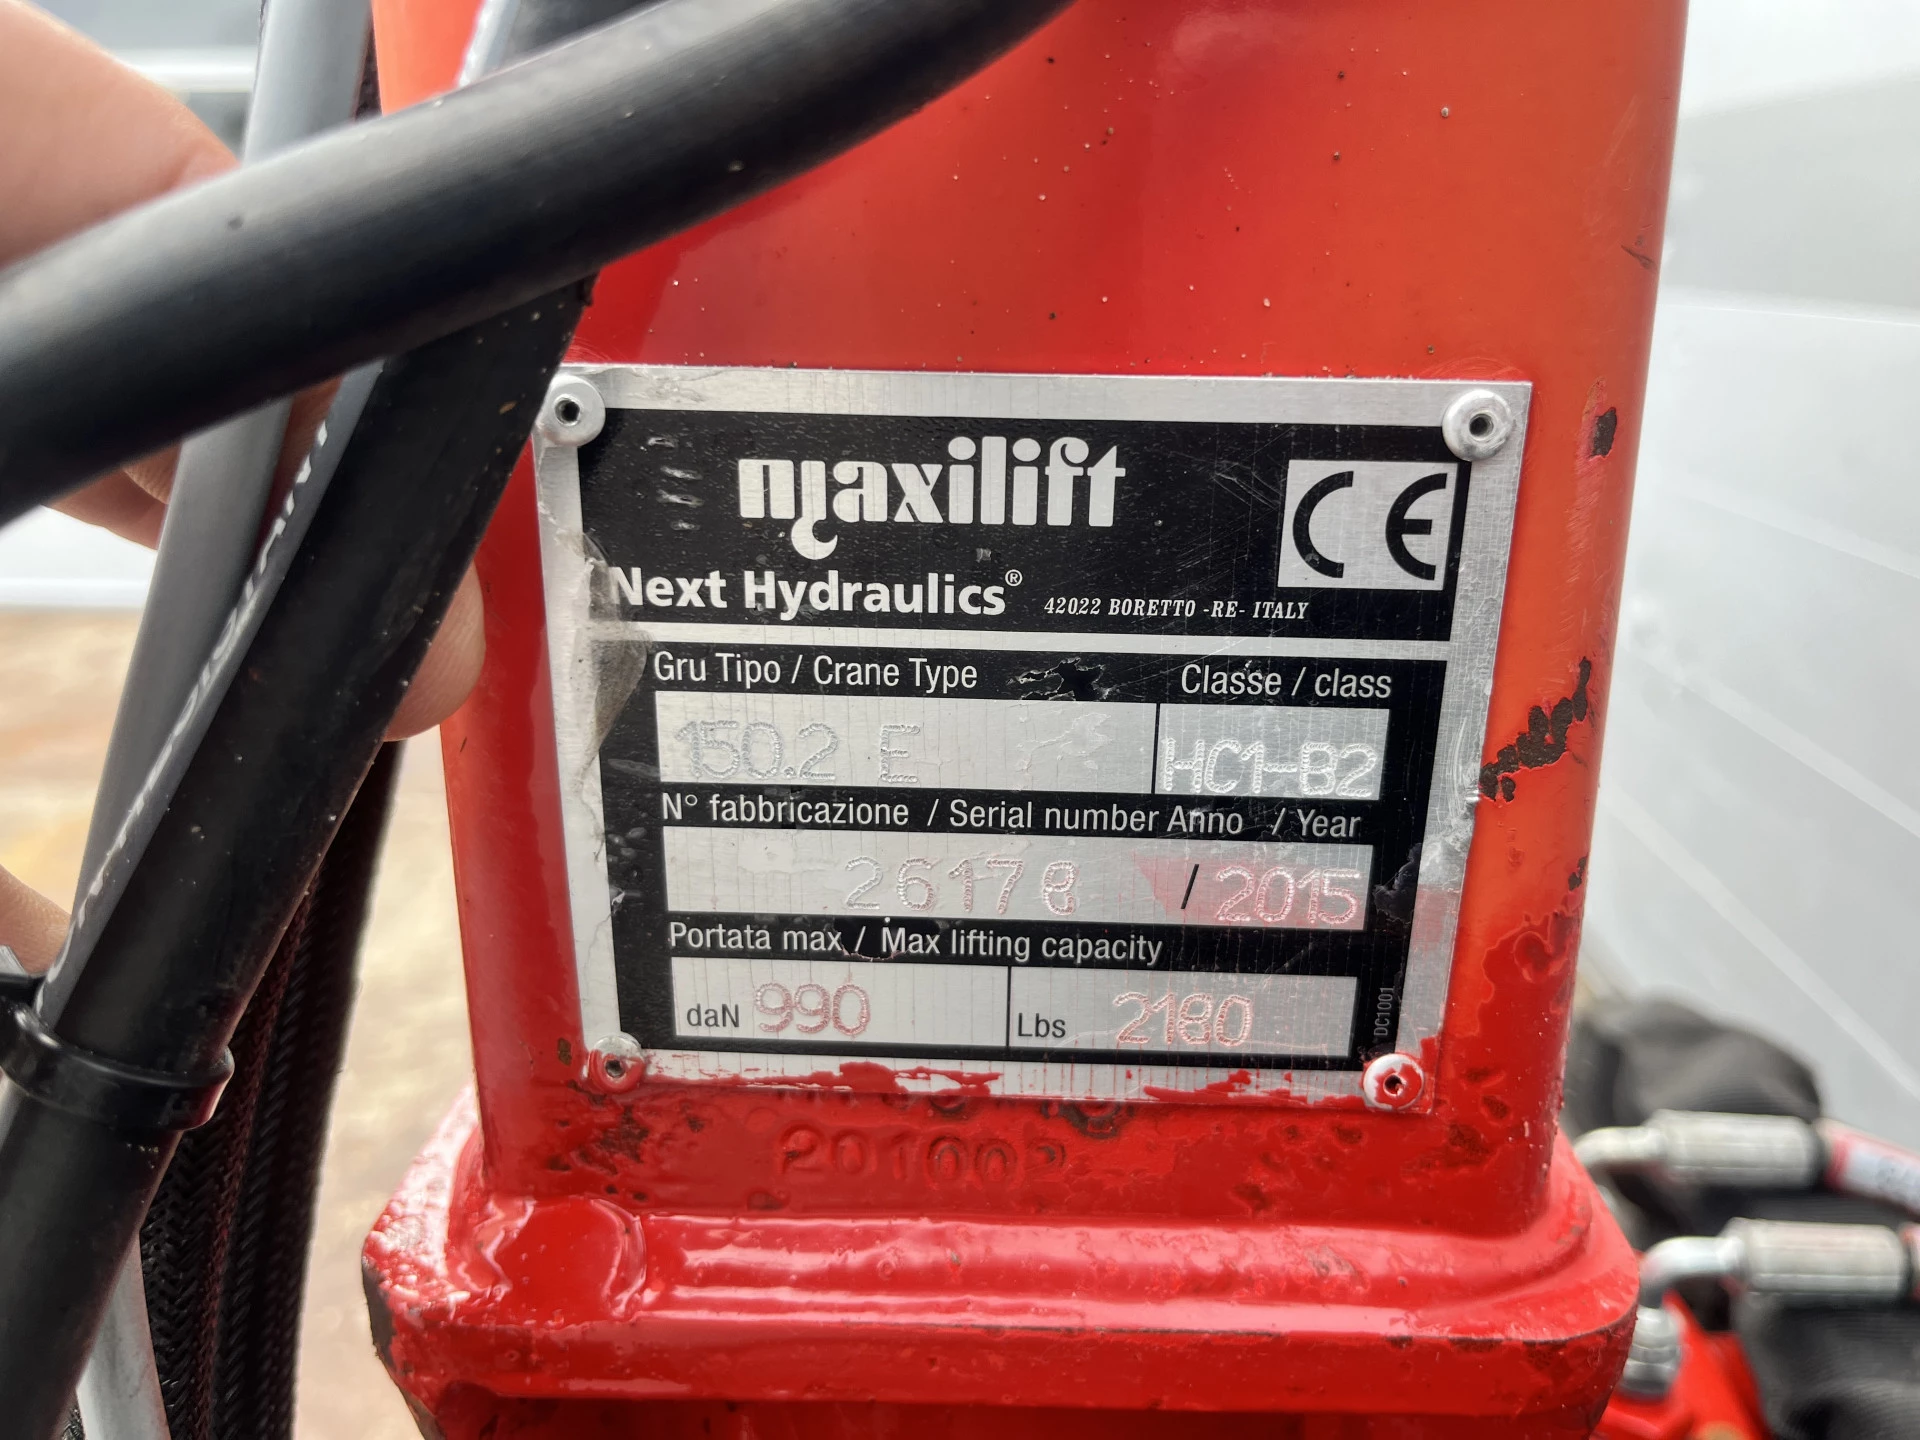 maxilift
CE
Next Hydraulics® 42022 BORETTO -RE- ITALY
Gru Tipo / Crane Type Classe / class
150.2 E HC1-B2
N° fabbricazione / Serial number Anno / Year
26178 / 2015
Portata max / Max lifting capacity
daN 990 Lbs 2180
DC1001